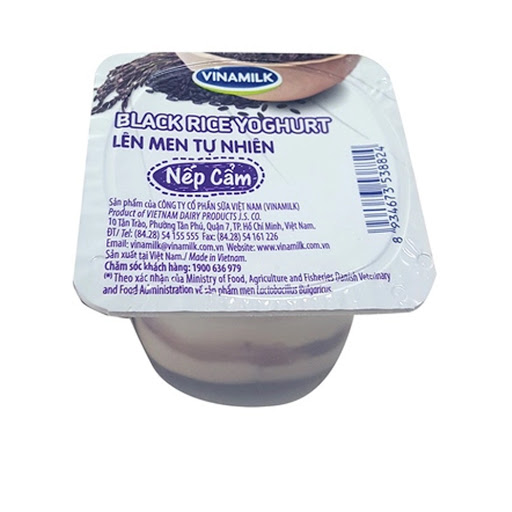 VINAMILK
BLACK RICE YOGHURT
LÊN MEN TỰ NHIÊN
Nếp Cẩm
Sản phẩm của CÔNG TY CỔ PHẦN SỮA VIỆT NAM (VINAMILK)
Product of VIETNAM DAIRY PRODUCTS J.S. CO.
10 Tân Trào, Phường Tân Phú, Quận 7, TP. Hồ Chí Minh, Việt Nam.
ĐT/ Tel: (84.28) 54 155 555 Fax: (84.28) 54 161 226
Email: vinamilk@vinamilk.com.vn Website: www.vinamilk.com.vn
Sản xuất tại Việt Nam./ Made in Vietnam.
Chăm sóc khách hàng: 1900 636 979
(*) Theo xác nhận của Ministry of Food, Agriculture and Fisheries Danish Veterinary
and Food Administration về sản phẩm men Lactobacillus Bulgaricus
8 934673 538824